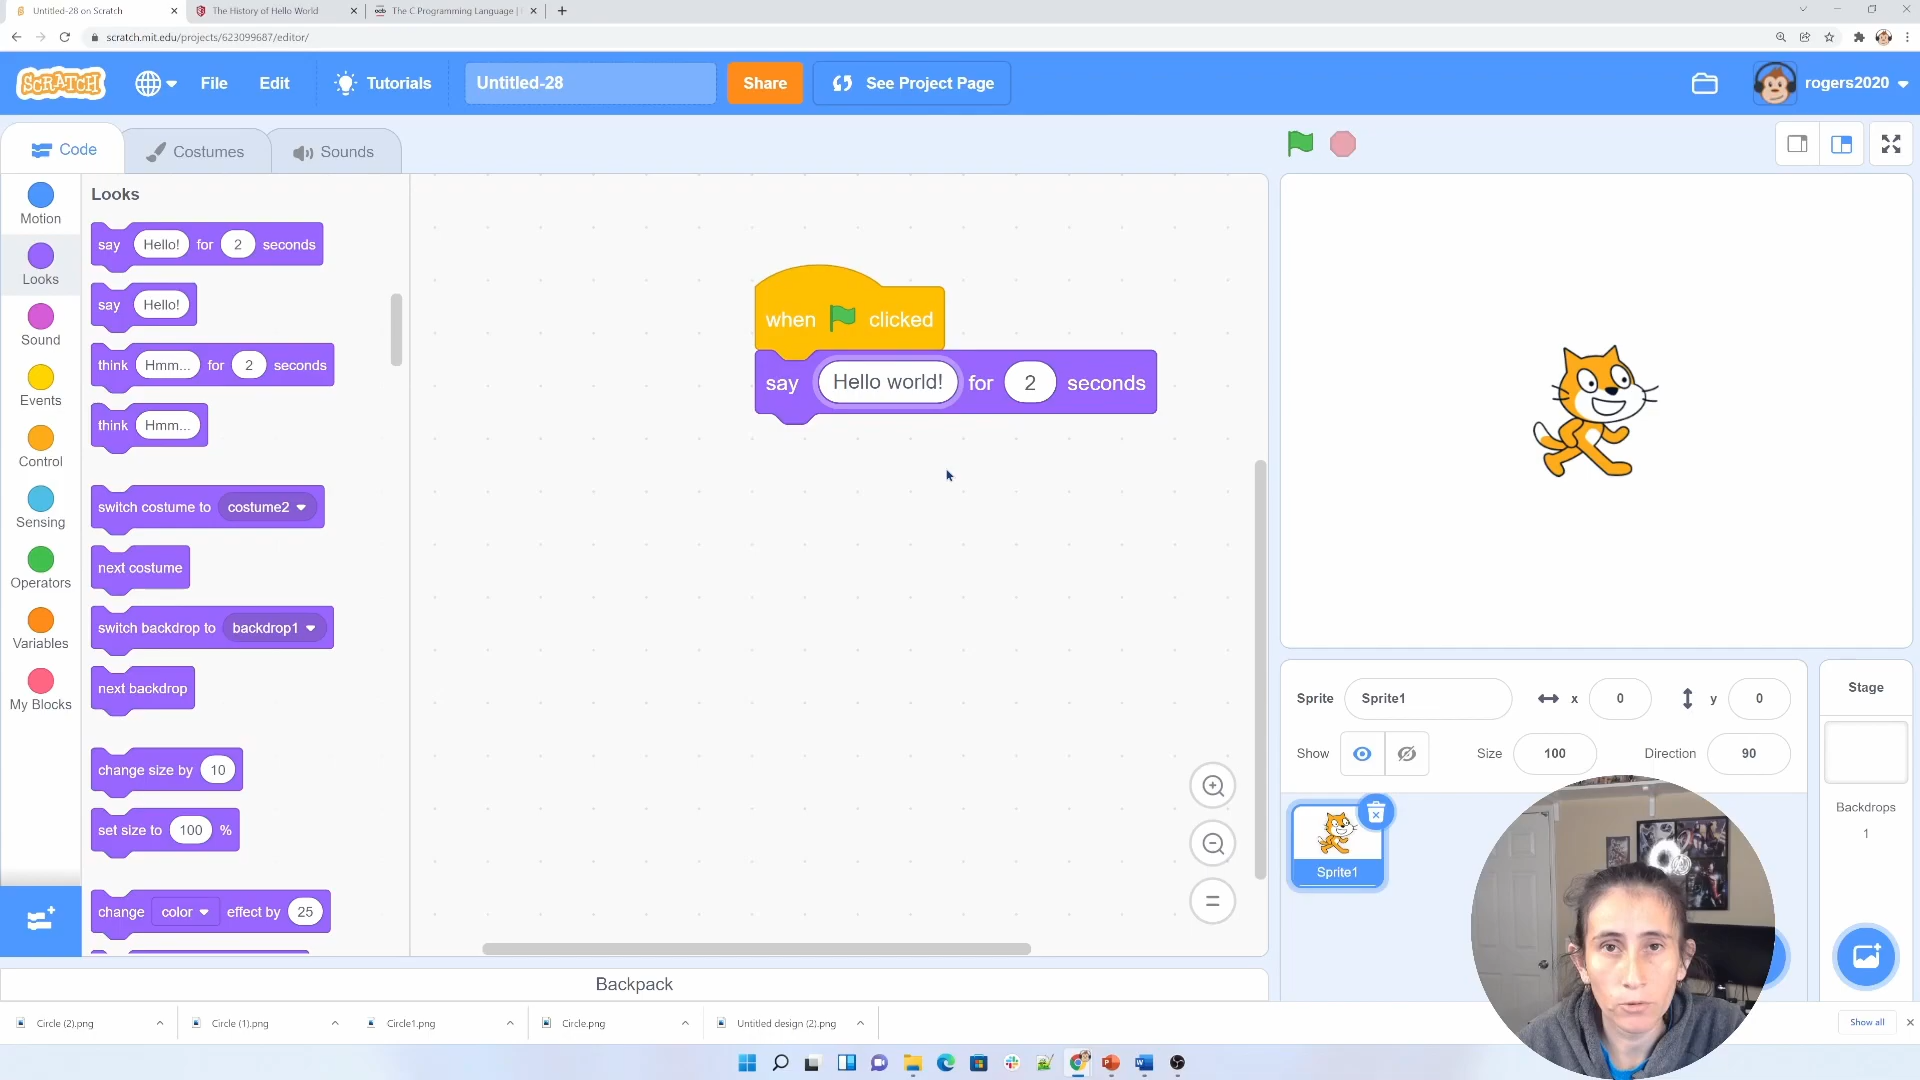 Untitled-28 on Scratch
The History of Hello World
The C Programming Language |
scratch.mit.edu/projects/623099687/editor/
SCRATCH
File
Edit
Tutorials
Untitled-28
Share
See Project Page
rogers2020
Code
Costumes
Sounds
Motion
Looks
Sound
Events
Control
Sensing
Operators
Variables
My Blocks
Looks
say Hello! for 2 seconds
say Hello!
think Hmm... for 2 seconds
think Hmm...
switch costume to costume2
next costume
switch backdrop to backdrop1
next backdrop
change size by 10
set size to 100 %
change color effect by 25
when clicked
say Hello world! for 2 seconds
Sprite Sprite1 x 0 y 0
Show Size 100 Direction 90
Sprite1
Stage
Backdrops
1
Backpack
Circle (2).png
Circle (1).png
Circle1.png
Circle.png
Untitled design (2).png
Show all